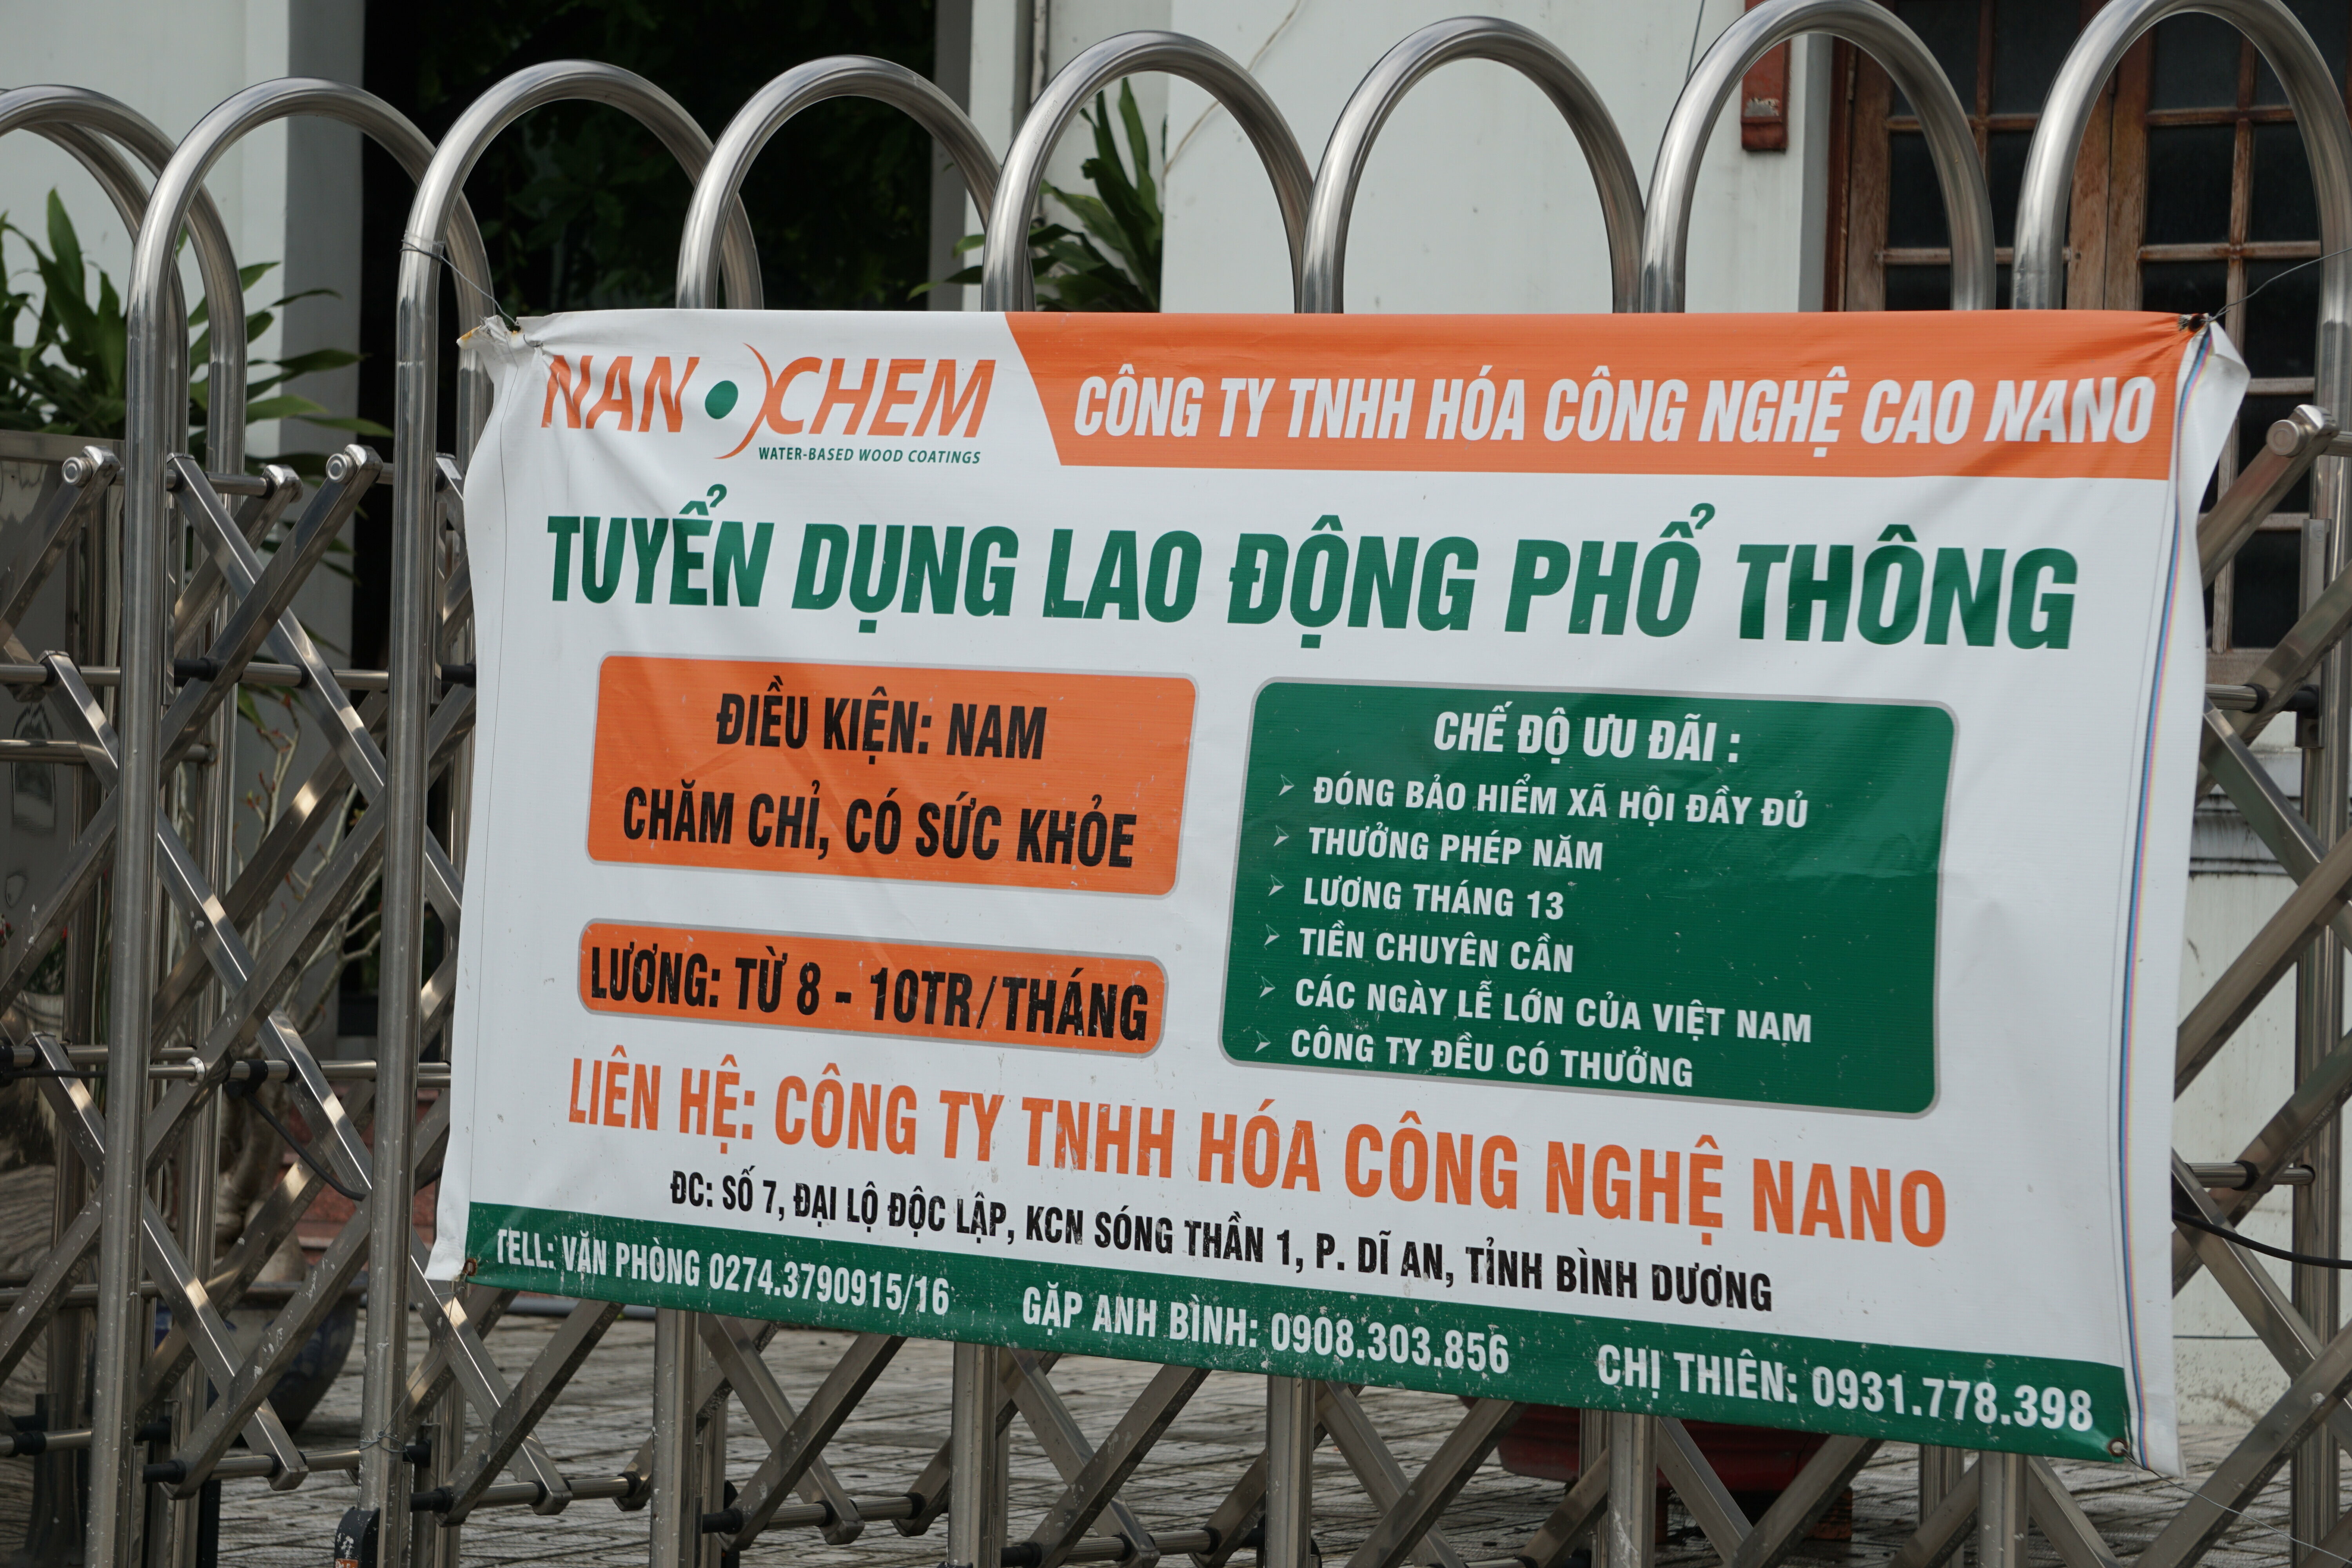 NANOCHEM
WATER-BASED WOOD COATINGS
CÔNG TY TNHH HÓA CÔNG NGHỆ CAO NANO
TUYỂN DỤNG LAO ĐỘNG PHỔ THÔNG
ĐIỀU KIỆN: NAM
CHĂM CHỈ, CÓ SỨC KHỎE
LƯƠNG: TỪ 8 - 10TR/THÁNG
CHẾ ĐỘ ƯU ĐÃI :
ĐÓNG BẢO HIỂM XÃ HỘI ĐẦY ĐỦ
THƯỞNG PHÉP NĂM
LƯƠNG THÁNG 13
TIỀN CHUYÊN CẦN
CÁC NGÀY LỄ LỚN CỦA VIỆT NAM
CÔNG TY ĐỀU CÓ THƯỞNG
LIÊN HỆ: CÔNG TY TNHH HÓA CÔNG NGHỆ NANO
ĐC: SỐ 7, ĐẠI LỘ ĐỘC LẬP, KCN SÓNG THẦN 1, P. DĨ AN, TỈNH BÌNH DƯƠNG
TELL: VĂN PHÒNG 0274.3790915/16 GẶP ANH BÌNH: 0908.303.856 CHỊ THIÊN: 0931.778.398